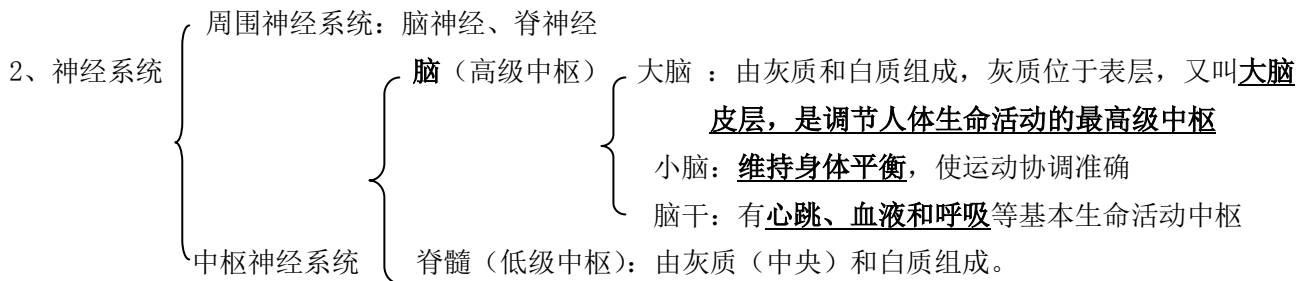 周围神经系统：脑神经、脊神经
2、神经系统
脑（高级中枢） 大脑 ：由灰质和白质组成，灰质位于表层，又叫大脑
皮层，是调节人体生命活动的最高级中枢
小脑：维持身体平衡，使运动协调准确
脑干：有心跳、血液和呼吸等基本生命活动中枢
中枢神经系统 脊髓（低级中枢）：由灰质（中央）和白质组成。